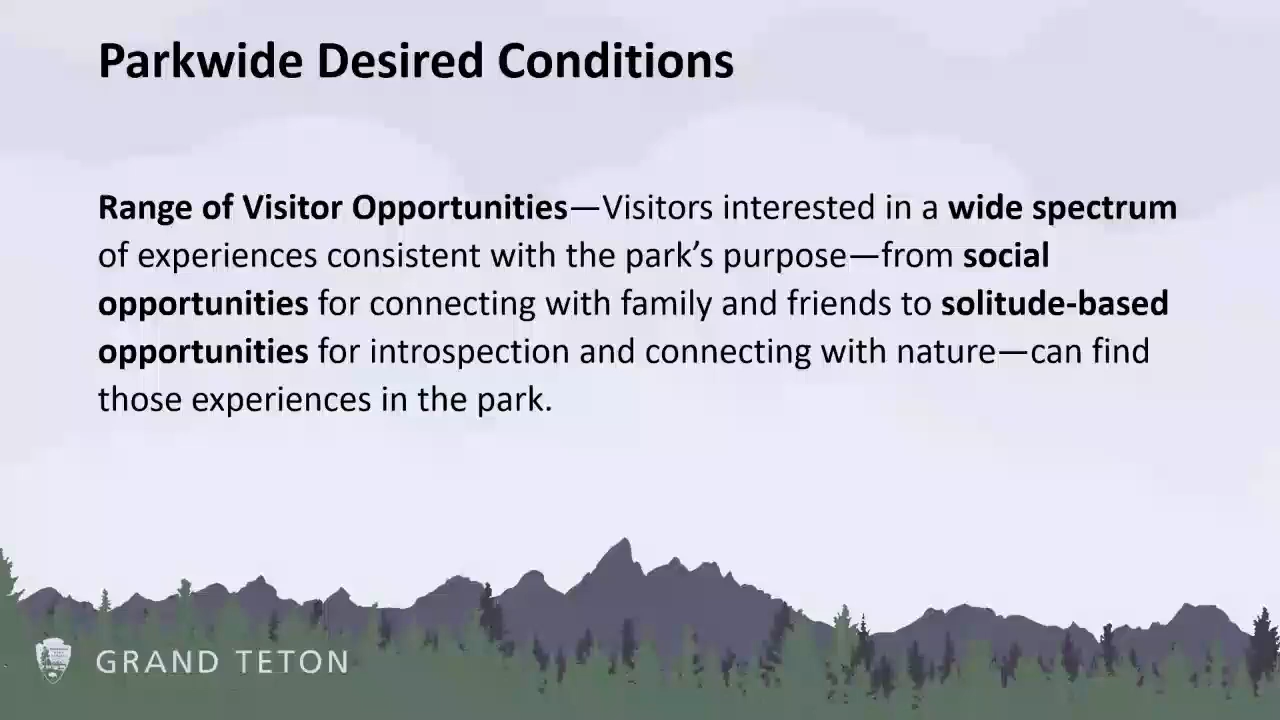 Parkwide Desired Conditions
Range of Visitor Opportunities—Visitors interested in a wide spectrum
of experiences consistent with the park’s purpose—from social
opportunities for connecting with family and friends to solitude-based
opportunities for introspection and connecting with nature—can find
those experiences in the park.
GRAND TETON